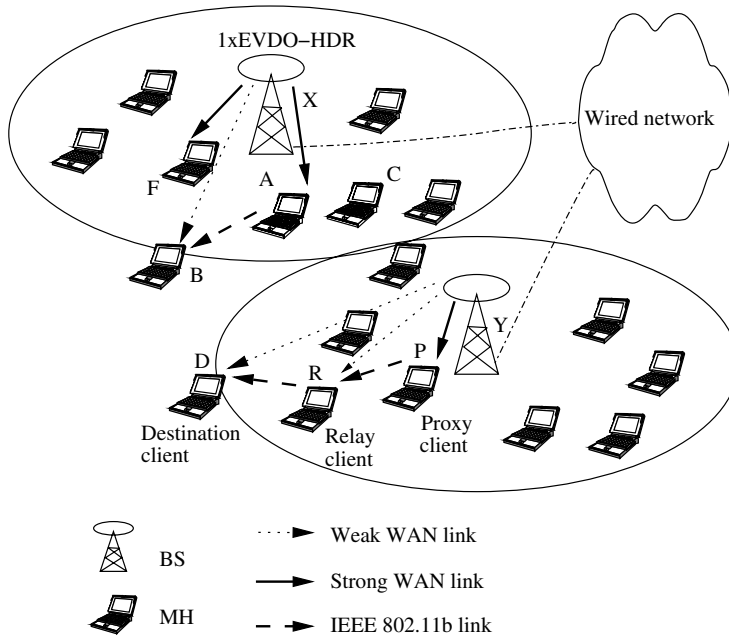 1xEVDO−HDR
X
Wired network
F
A
C
B
Y
D
R
P
Destination
client
Relay
client
Proxy
client
BS
Weak WAN link
Strong WAN link
MH
IEEE 802.11b link